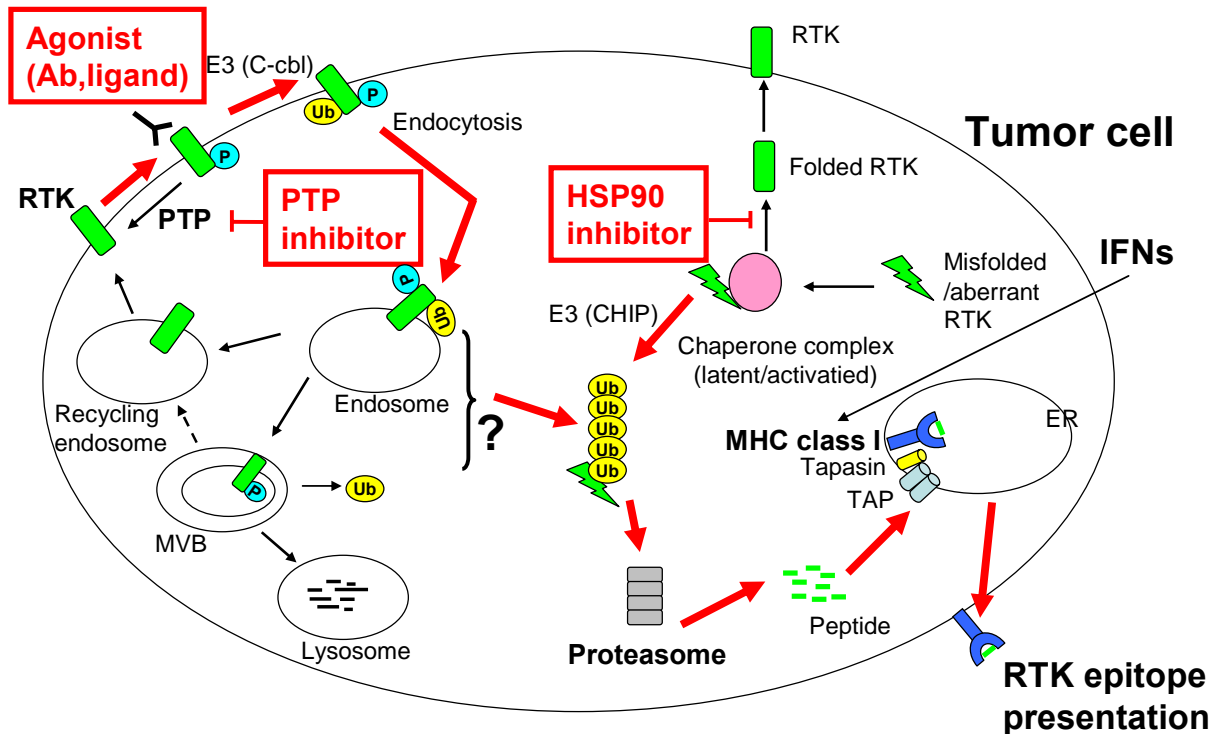 Agonist
(Ab,ligand)
E3 (C-cbl)
P
Ub
Endocytosis
P
RTK
PTP
PTP
inhibitor
P
Ub
Endosome
Recycling
endosome
?
P
Ub
MVB
Lysosome
RTK
Folded RTK
Tumor cell
HSP90
inhibitor
IFNs
Misfolded
/aberrant
RTK
E3 (CHIP)
Chaperone complex
(latent/activatied)
Ub
Ub
Ub
Ub
Ub
ER
MHC class I
Tapasin
TAP
Proteasome
Peptide
RTK epitope
presentation